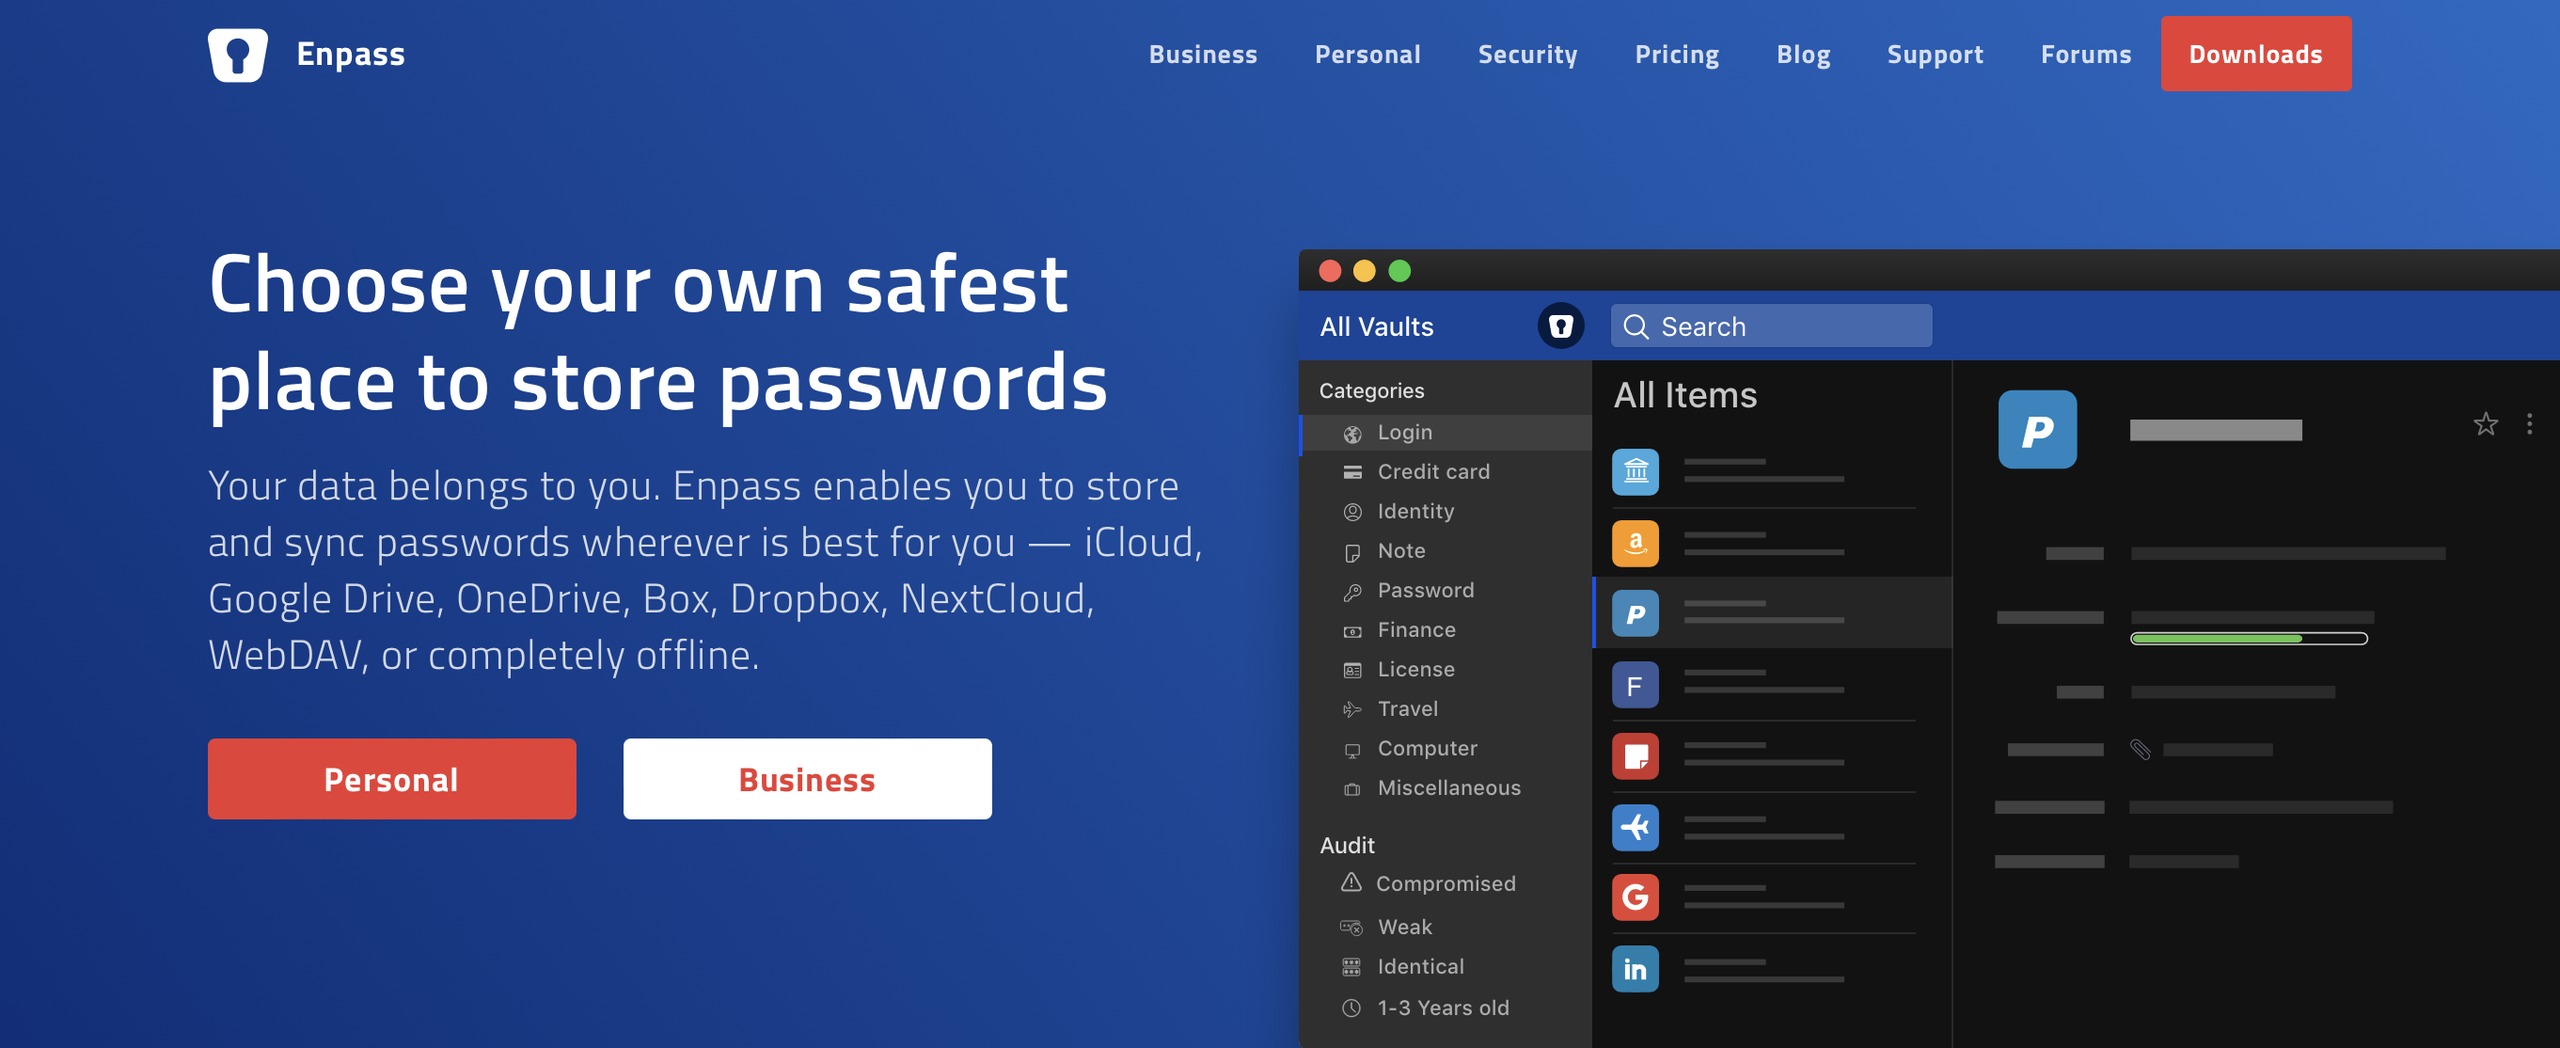 Enpass
Business
Personal
Security
Pricing
Blog
Support
Forums
Downloads
Choose your own safest
place to store passwords
Your data belongs to you. Enpass enables you to store
and sync passwords wherever is best for you — iCloud,
Google Drive, OneDrive, Box, Dropbox, NextCloud,
WebDAV, or completely offline.
Personal
Business
All Vaults
Search
Categories
Login
Credit card
Identity
Note
Password
Finance
License
Travel
Computer
Miscellaneous
Audit
Compromised
Weak
Identical
1-3 Years old
All Items
a
P
F
G
in
P